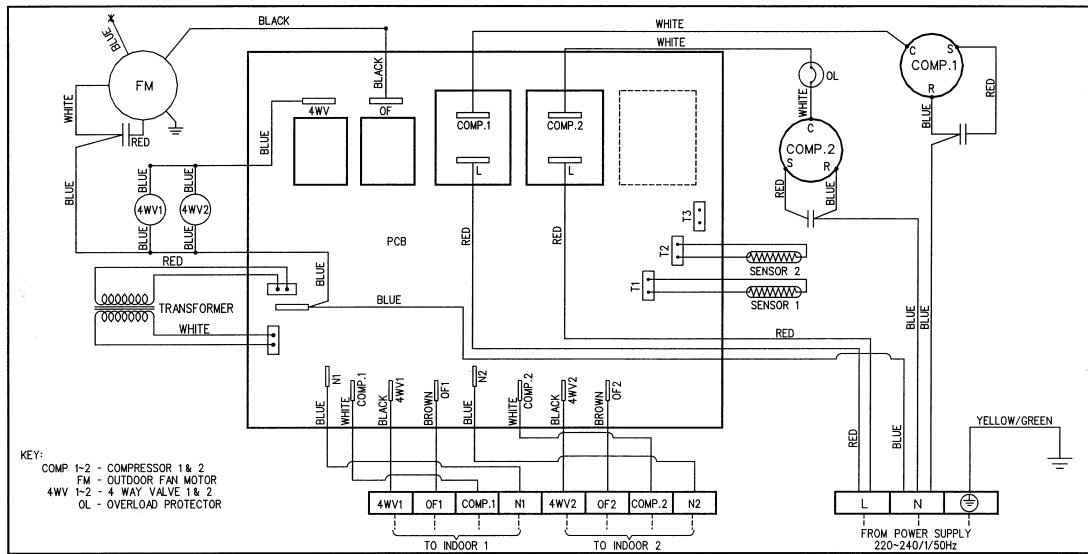 BLACK
WHITE
WHITE
BLUE
FM
WHITE
RED
BLACK
BLUE
BLUE
4WV
OF
COMP.1
L
COMP.2
L
OL
WHITE
C
S
COMP.1
R
BLUE
RED
C
COMP.2
S
R
RED
BLUE
BLUE
BLUE
4WV1
4WV2
BLUE
BLUE
RED
TRANSFORMER
WHITE
PCB
BLUE
BLUE
RED
RED
T3
T2
SENSOR 2
T1
SENSOR 1
RED
BLUE
BLUE
N1
COMP.1
4WV1
OF1
N2
COMP.2
4WV2
OF2
BLUE
WHITE
BLACK
BROWN
BLUE
WHITE
BLACK
BROWN
RED
BLUE
YELLOW/GREEN
KEY:
COMP 1~2 - COMPRESSOR 1 & 2
FM - OUTDOOR FAN MOTOR
4WV 1~2 - 4 WAY VALVE 1 & 2
OL - OVERLOAD PROTECTOR
4WV1 OF1 COMP.1 N1 4WV2 OF2 COMP.2 N2
TO INDOOR 1
TO INDOOR 2
L N
FROM POWER SUPPLY
220~240/1/50Hz